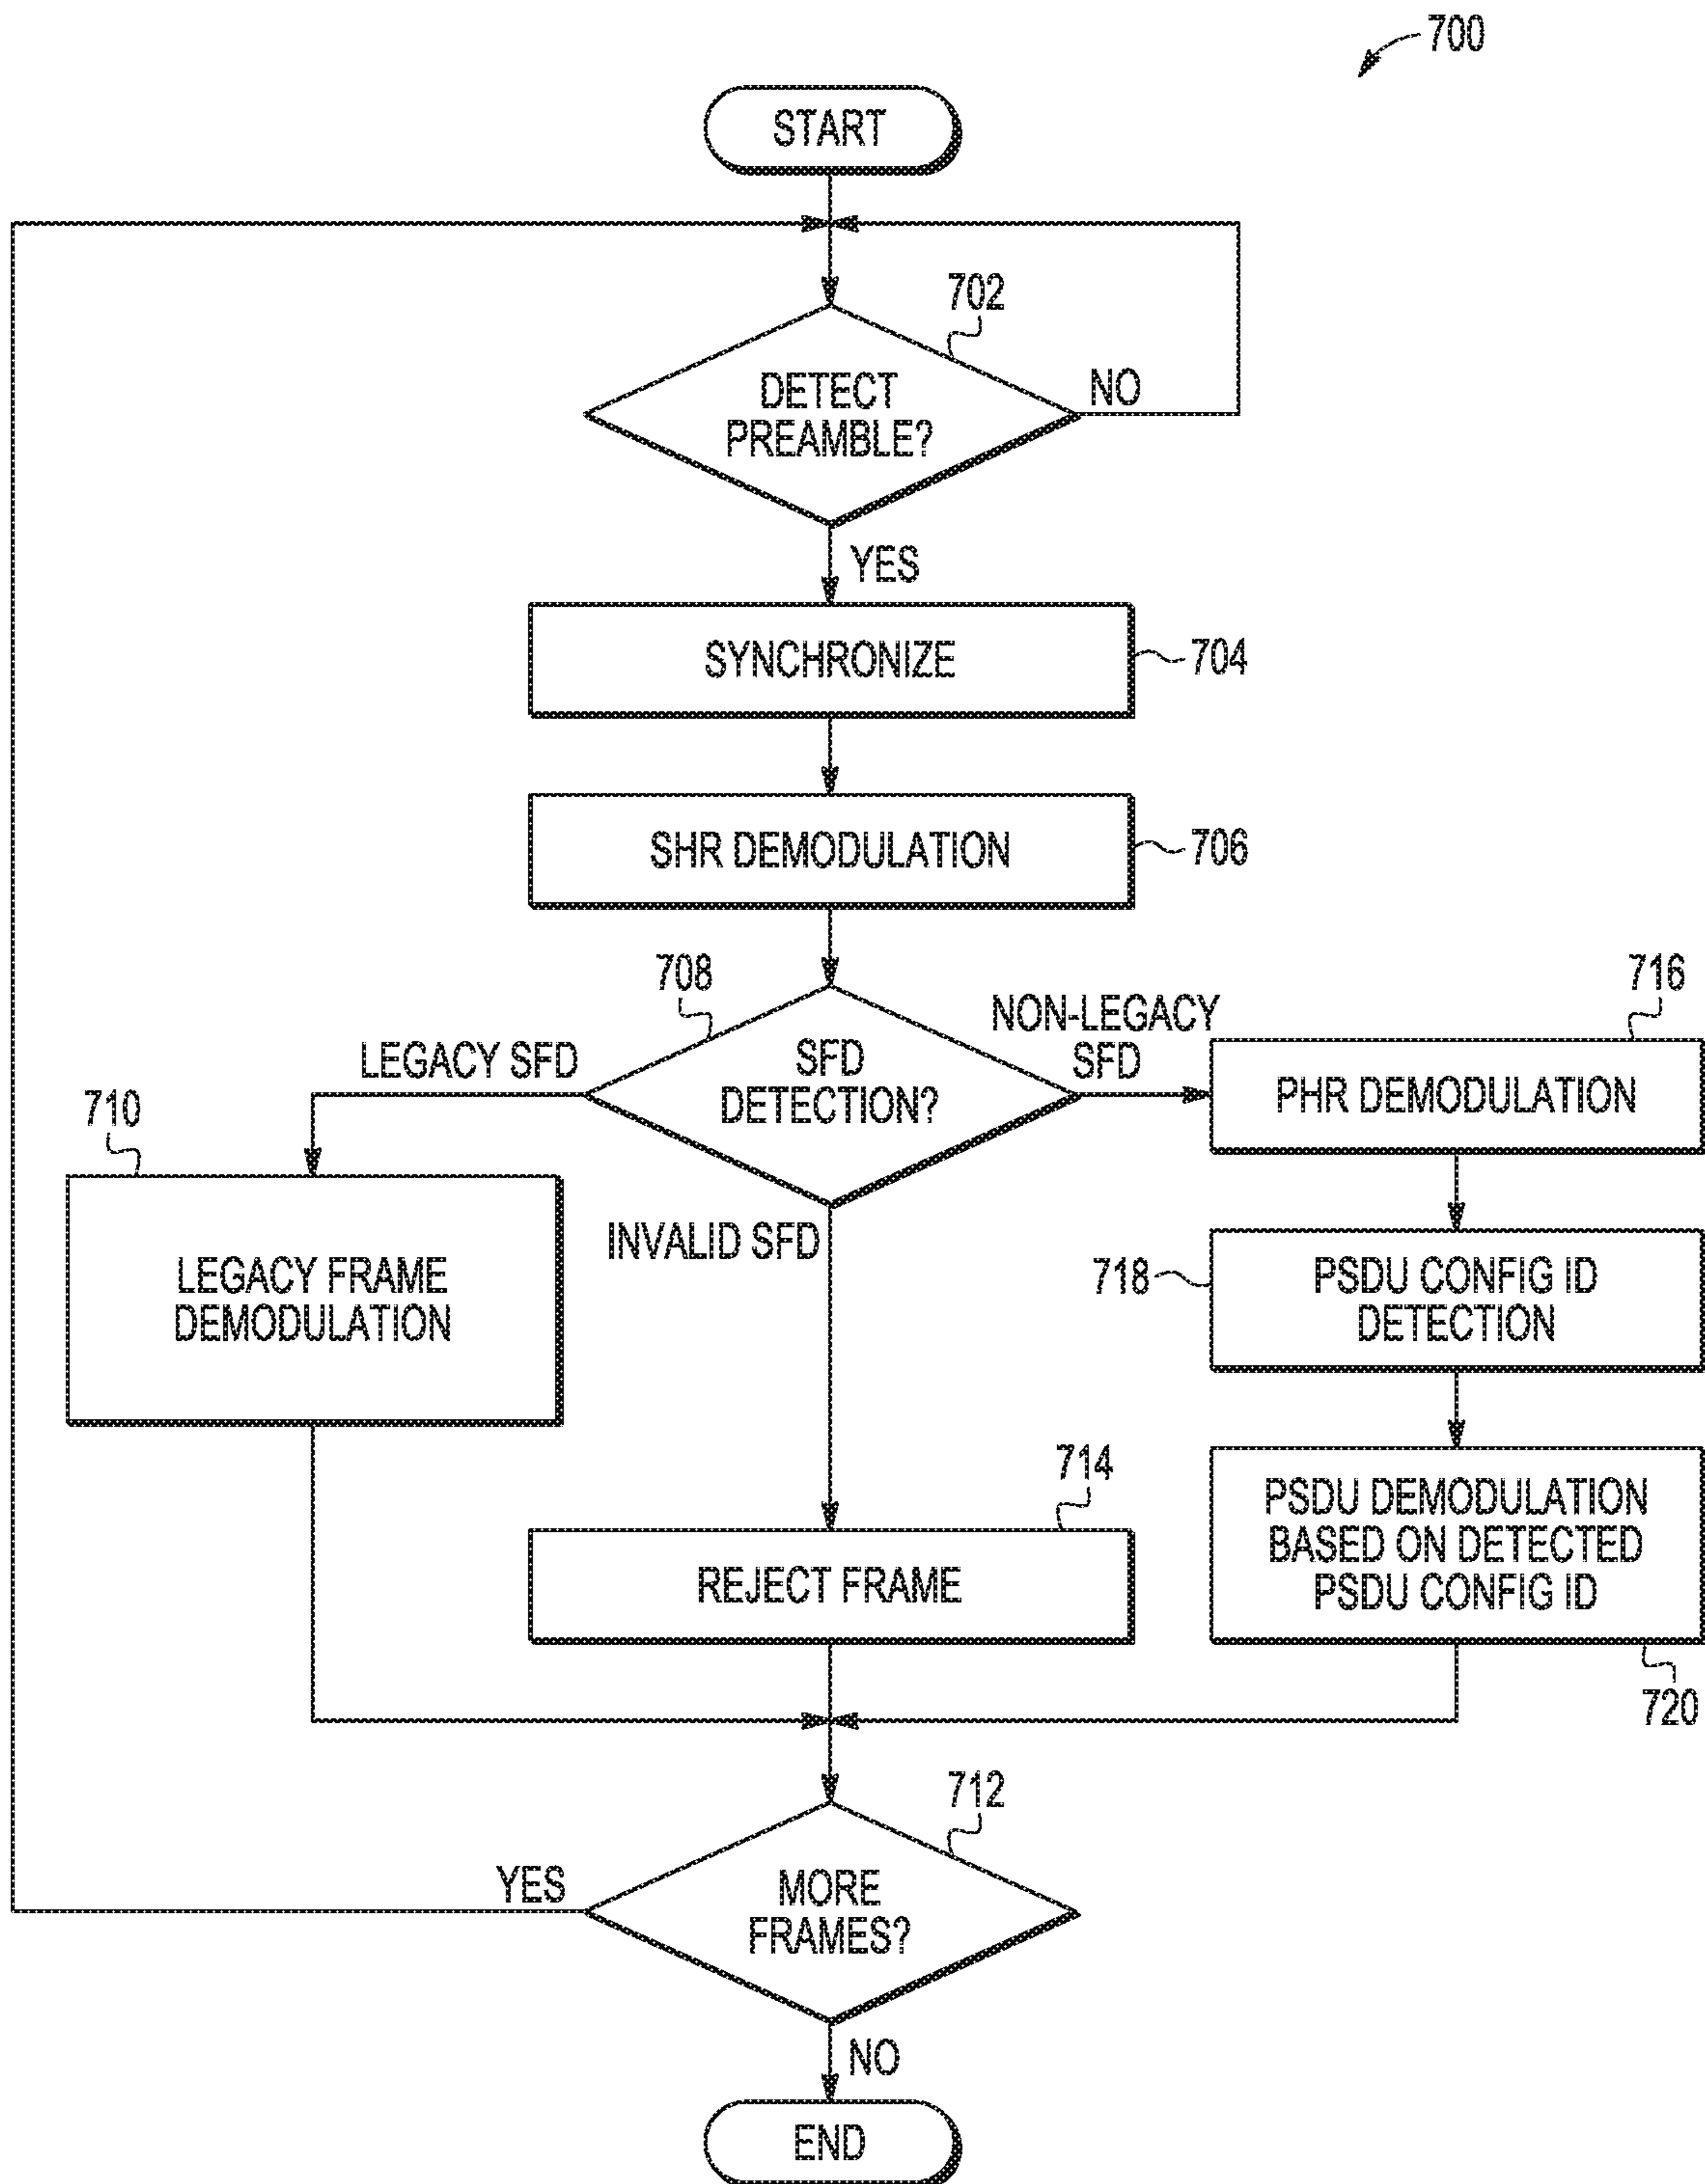 700
START
702
DETECT
PREAMBLE?
NO
YES
SYNCHRONIZE
704
SHR DEMODULATION
706
708
SFD
DETECTION?
LEGACY SFD
NON-LEGACY
SFD
INVALID SFD
710
LEGACY FRAME
DEMODULATION
716
PHR DEMODULATION
718
PSDU CONFIG ID
DETECTION
PSDU DEMODULATION
BASED ON DETECTED
PSDU CONFIG ID
720
714
REJECT FRAME
712
MORE
FRAMES?
YES
NO
END